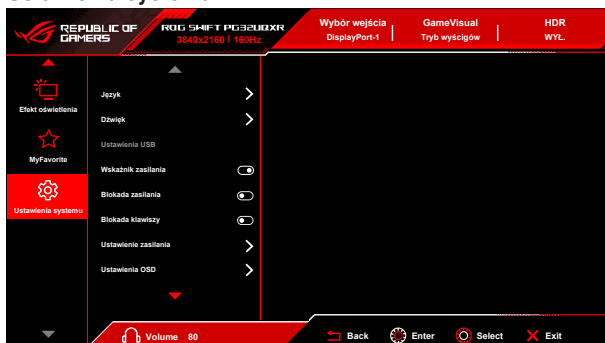 REPUBLIC OF
GAMERS
ROG SWIFT PG32UQXR
3840x2160 | 160Hz
Wybór wejścia
DisplayPort-1
GameVisual
Tryb wyścigów
HDR
WYŁ.
Efekt oświetlenia
MyFavorite
Ustawienia systemu
Język
Dźwięk
Ustawienia USB
Wskaźnik zasilania
Blokada zasilania
Blokada klawiszy
Ustawienie zasilania
Ustawienia OSD
Volume 80
Back
Enter
Select
Exit